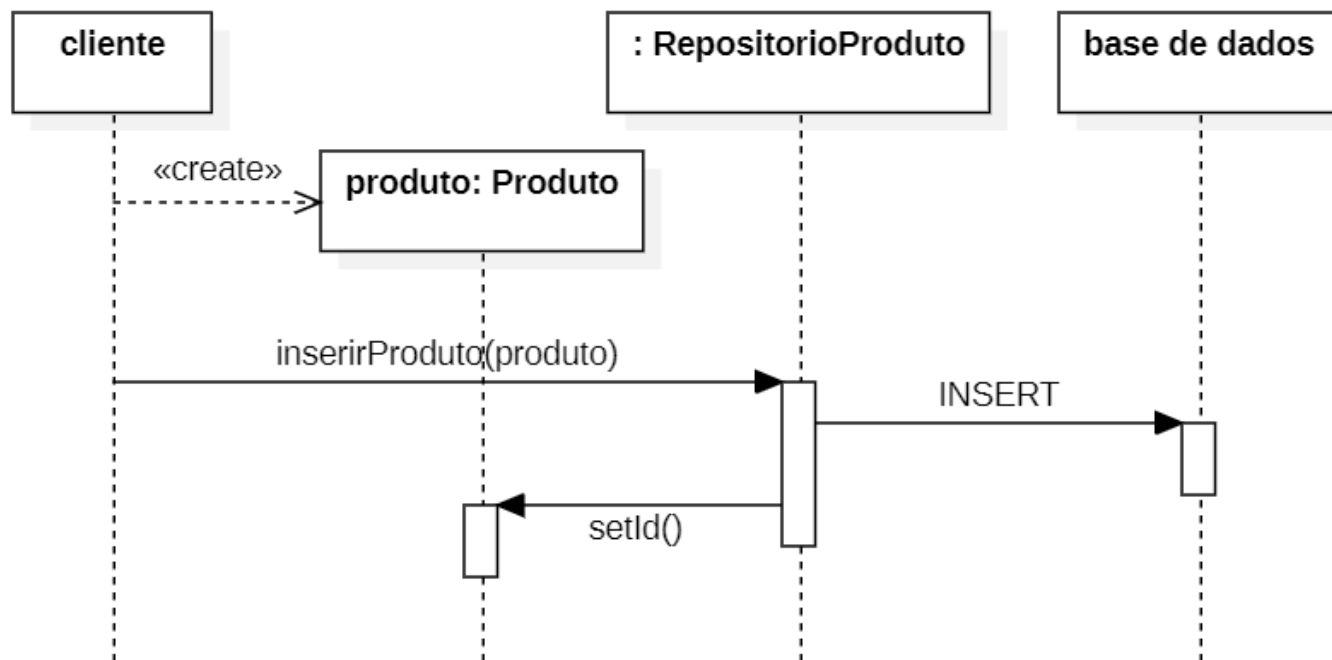 cliente
: RepositorioProduto
base de dados
«create»
produto: Produto
inserirProduto(produto)
INSERT
setId()